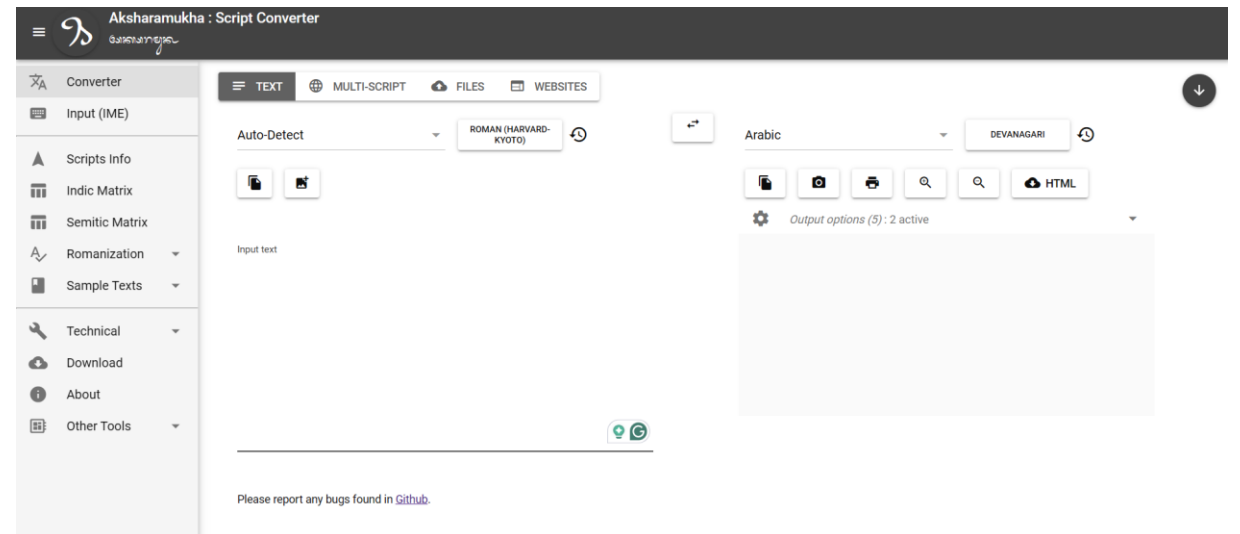 Aksharamukha : Script Converter
Converter
Input (IME)
Scripts Info
Indic Matrix
Semitic Matrix
Romanization
Sample Texts
Technical
Download
About
Other Tools
TEXT MULTI-SCRIPT FILES WEBSITES
Auto-Detect
ROMAN (HARVARD-
KYOTO)
Input text
Arabic
DEVANAGARI
HTML
Output options (5) : 2 active
Please report any bugs found in Github.